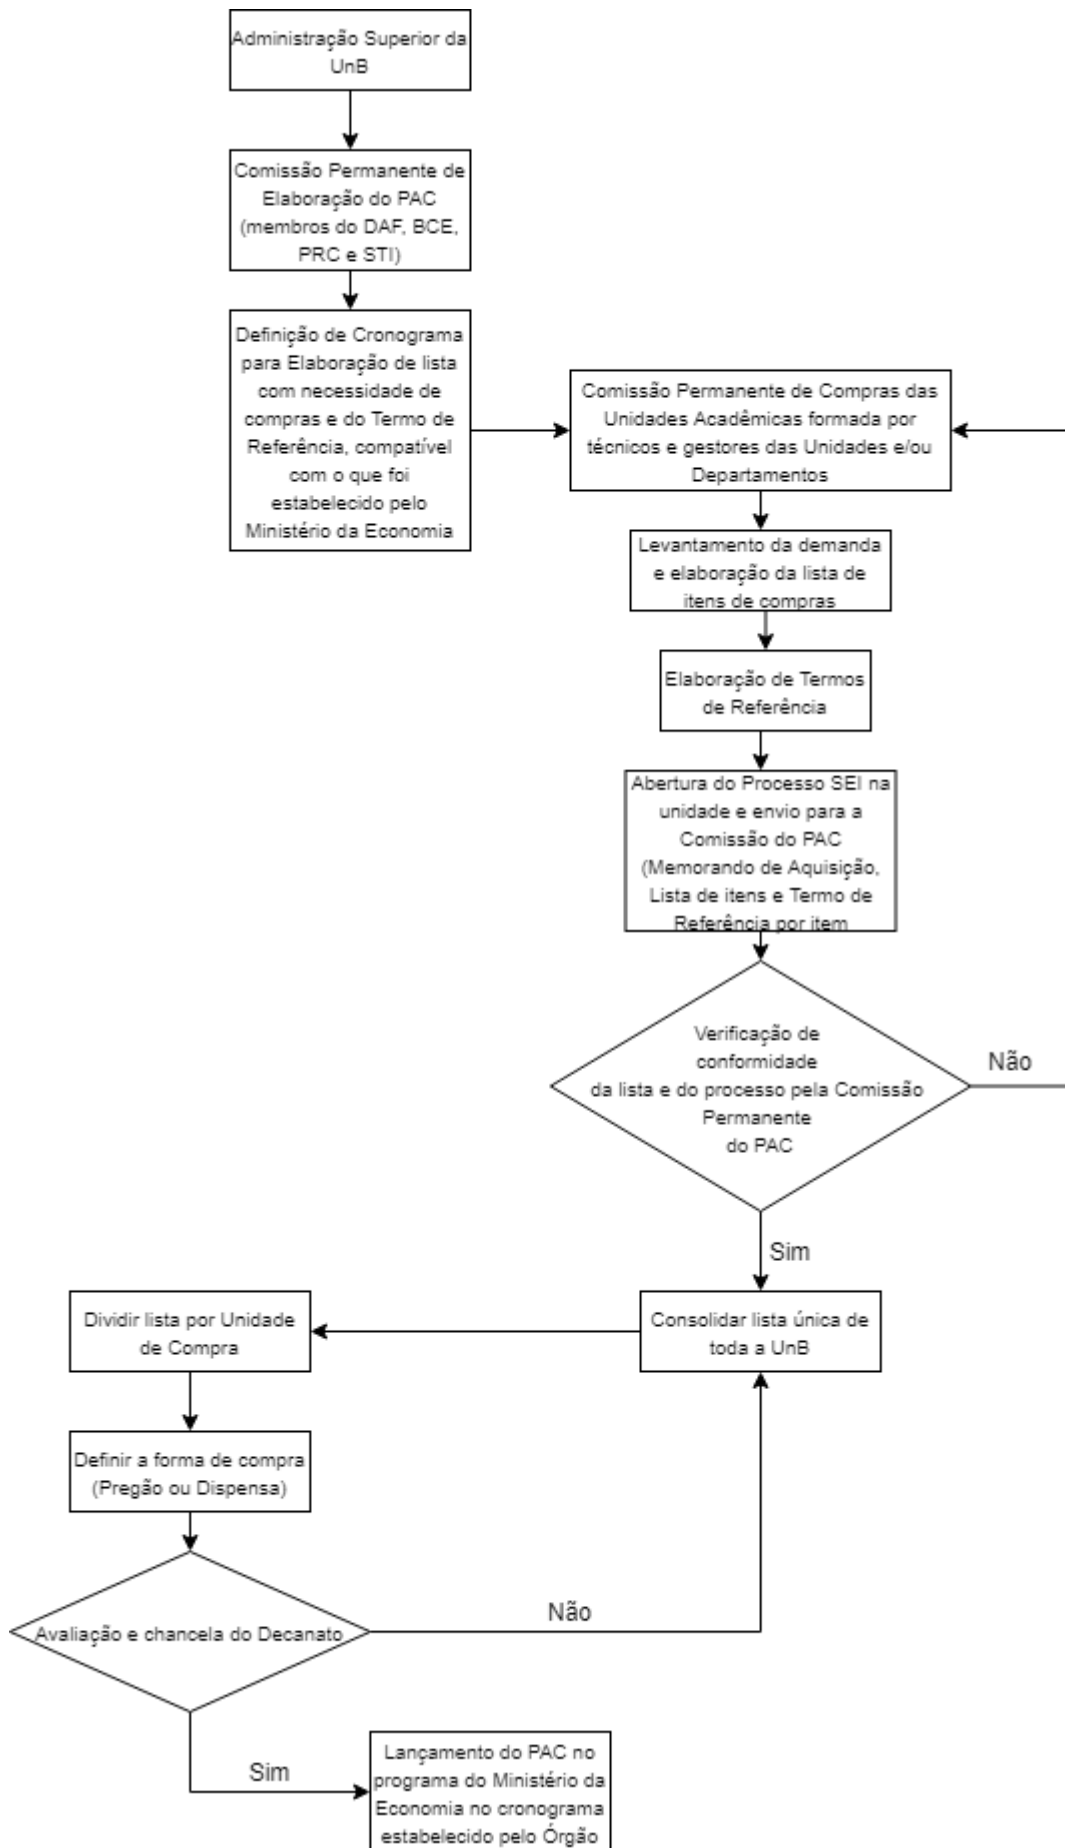 Administração Superior da
UnB
Comissão Permanente de
Elaboração do PAC
(membros do DAF, BCE,
PRC e STI)
Definição de Cronograma
para Elaboração de lista
com necessidade de
compras e do Termo de
Referência, compatível
com o que foi
estabelecido pelo
Ministério da Economia
Comissão Permanente de Compras das
Unidades Acadêmicas formada por
técnicos e gestores das Unidades e/ou
Departamentos
Levantamento da demanda
e elaboração da lista de
itens de compras
Elaboração de Termos
de Referência
Abertura do Processo SEI na
unidade e envio para a
Comissão do PAC
(Memorando de Aquisição,
Lista de itens e Termo de
Referência por item
Verificação de
conformidade
da lista e do processo pela Comissão
Permanente
do PAC
Não
Sim
Consolidar lista única de
toda a UnB
Dividir lista por Unidade
de Compra
Definir a forma de compra
(Pregão ou Dispensa)
Avaliação e chancela do Decanato
Não
Sim
Lançamento do PAC no
programa do Ministério da
Economia no cronograma
estabelecido pelo Órgão